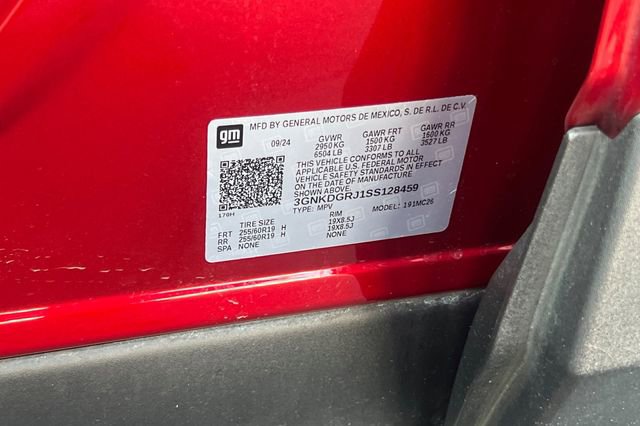 gm MFD BY GENERAL MOTORS DE MEXICO, S. DE R.L. DE C.V.
09/24 GVWR GAWR FRT GAWR RR
2950 KG 1500 KG 1600 KG
6504 LB 3307 LB 3527 LB
THIS VEHICLE CONFORMS TO ALL
APPLICABLE U.S. FEDERAL MOTOR
VEHICLE SAFETY STANDARDS IN EFFECT
ON THE DATE OF MANUFACTURE
SHOWN ABOVE.
3GNKDGRJ1SS128459
179H TYPE: MPV MODEL: 191MC26
TIRE SIZE RIM
FRT 255/60R19 H 19X8.5J
RR 255/60R19 H 19X8.5J
SPA NONE NONE